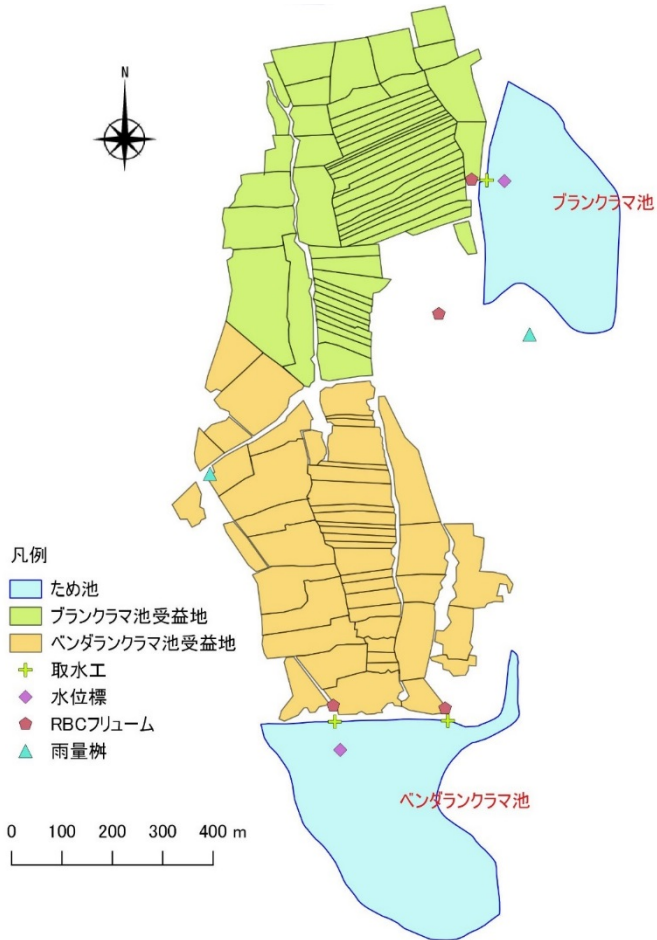 N
ブランクラマ池
凡例
ため池
ブランクラマ池受益地
ベンダランクラマ池受益地
取水工
水位標
RBCフリューム
雨量桝
ベンダランクラマ池
0 100 200 400 m